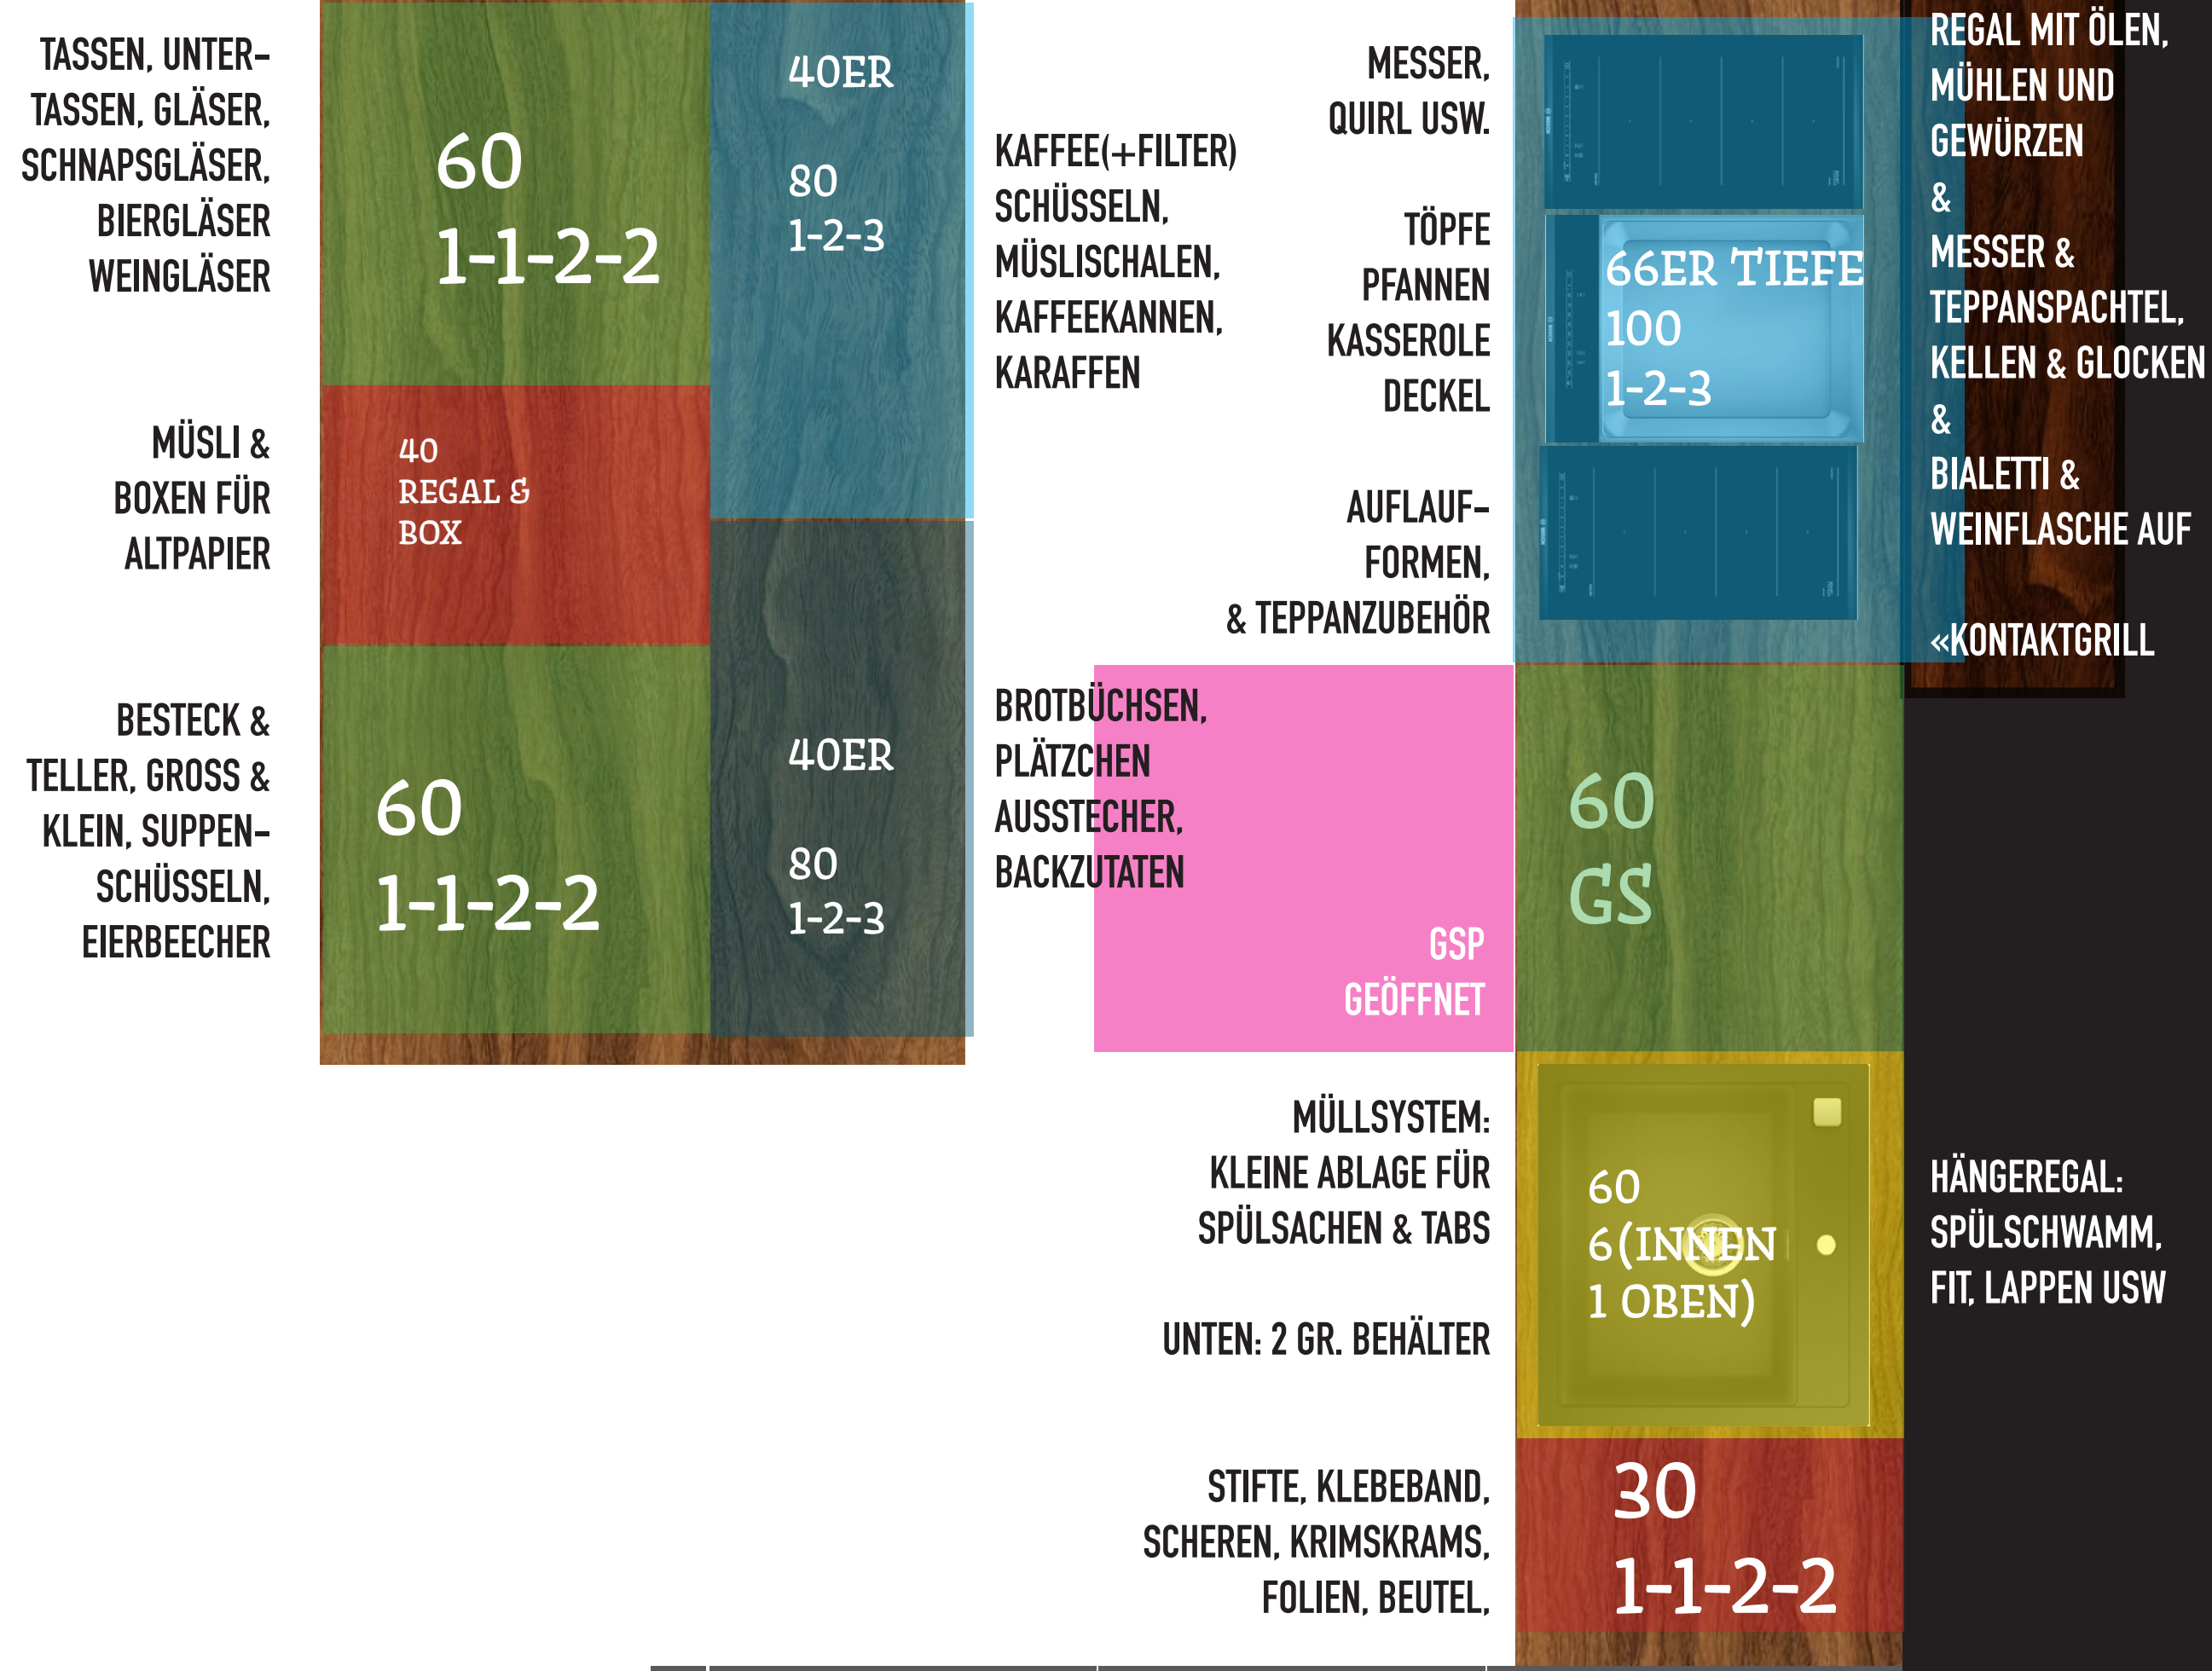 TASSEN, UNTER-
TASSEN, GLÄSER,
SCHNAPSGLÄSER,
BIERGLÄSER
WEINGLÄSER
MÜSLI &
BOXEN FÜR
ALTPAPIER
BESTECK &
TELLER, GROSS &
KLEIN, SUPPEN-
SCHÜSSELN,
EIERBEECHER
60
1-1-2-2
40
REGAL &
BOX
60
1-1-2-2
40ER
80
1-2-3
40ER
80
1-2-3
KAFFEE(+FILTER)
SCHÜSSELN,
MÜSLISCHALEN,
KAFFEEKANNEN,
KARAFFEN
BROTBÜCHSEN,
PLÄTZCHEN
AUSSTECHER,
BACKZUTATEN
MESSER,
QUIRL USW.
TÖPFE
PFANNEN
KASSEROLE
DECKEL
AUFLAUF-
FORMEN,
& TEPPANZUBEHÖR
GSP
GEÖFFNET
MÜLLSYSTEM:
KLEINE ABLAGE FÜR
SPÜLSACHEN & TABS
UNTEN: 2 GR. BEHÄLTER
STIFTE, KLEBEBAND,
SCHEREN, KRIMSKRAMS,
FOLIEN, BEUTEL,
66ER TIEFE
100
1-2-3
60
GS
60
6(INNEN
1 OBEN)
30
1-1-2-2
REGAL MIT ÖLEN,
MÜHLEN UND
GEWÜRZEN
&
MESSER &
TEPPANSPACHTEL,
KELLEN & GLOCKEN
&
BIALETTI &
WEINFLASCHE AUF
«KONTAKTGRILL
HÄNGEREGAL:
SPÜLSCHWAMM,
FIT, LAPPEN USW